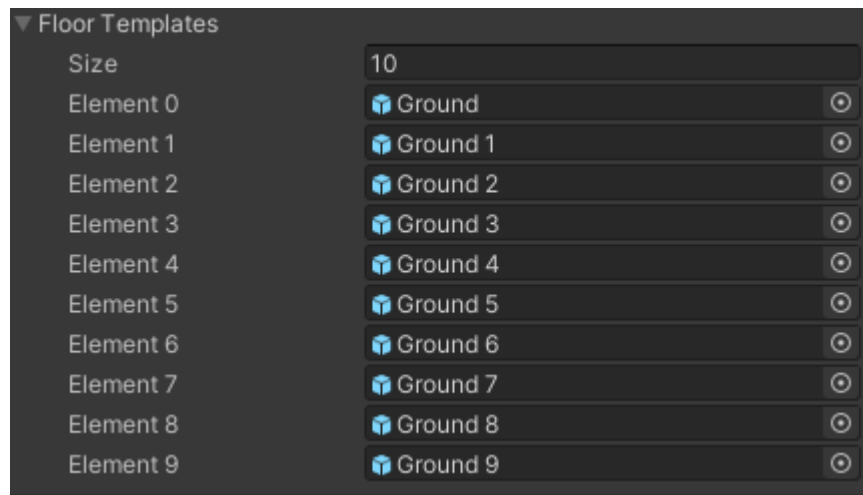 Floor Templates
Size 10
Element 0 Ground
Element 1 Ground 1
Element 2 Ground 2
Element 3 Ground 3
Element 4 Ground 4
Element 5 Ground 5
Element 6 Ground 6
Element 7 Ground 7
Element 8 Ground 8
Element 9 Ground 9